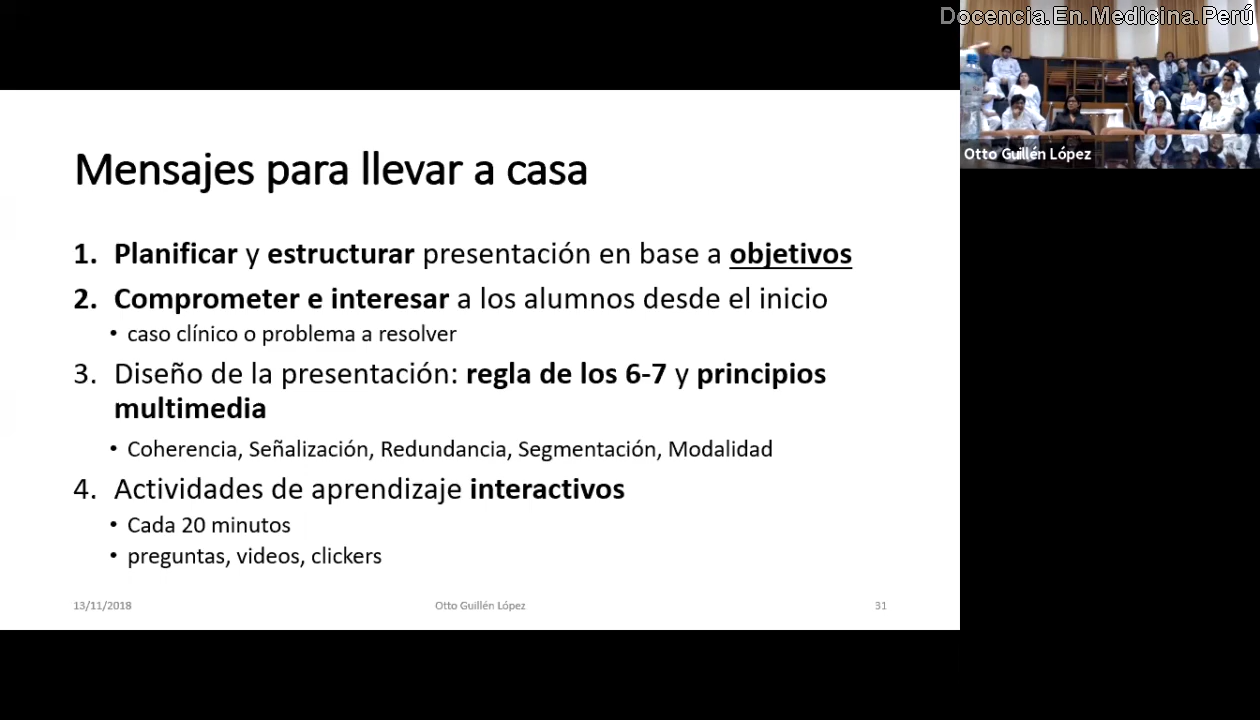 Docencia.En.Medicina.Perú
Otto Guillén López
Mensajes para llevar a casa
1. Planificar y estructurar presentación en base a objetivos
2. Comprometer e interesar a los alumnos desde el inicio
• caso clínico o problema a resolver
3. Diseño de la presentación: regla de los 6-7 y principios
multimedia
• Coherencia, Señalización, Redundancia, Segmentación, Modalidad
4. Actividades de aprendizaje interactivos
• Cada 20 minutos
• preguntas, videos, clickers
13/11/2018 Otto Guillén López 31